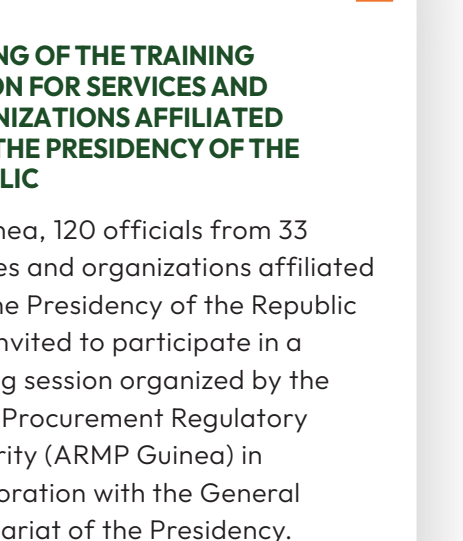 NG OF THE TRAINING
ON FOR SERVICES AND
NIZATIONS AFFILIATED
THE PRESIDENCY OF THE
LIC
nea, 120 officials from 33
es and organizations affiliated
he Presidency of the Republic
nvited to participate in a
g session organized by the
Procurement Regulatory
rity (ARMP Guinea) in
oration with the General
ariat of the Presidency.